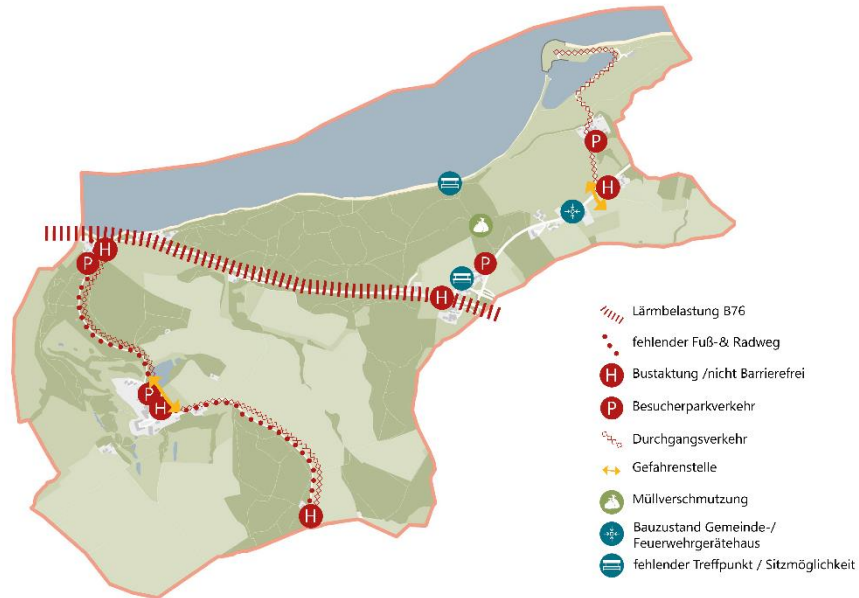 H
P
P
H
H
H
P
P
H
Lärmbelastung B76
fehlender Fuß-& Radweg
H Bustaktung /nicht Barrierefrei
P Besucherparkverkehr
Durchgangsverkehr
Gefahrenstelle
Müllverschmutzung
Bauzustand Gemeinde-/
Feuerwehrgerätehaus
fehlender Treffpunkt / Sitzmöglichkeit